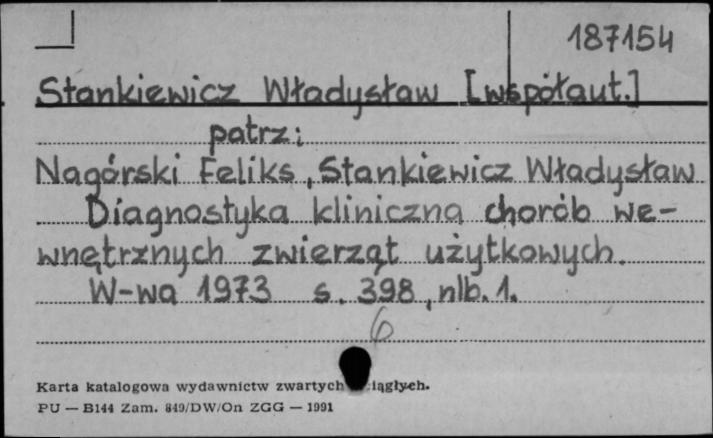 187154
Stankiewicz Władysław [współaut.]
patrz:
Nagórski Feliks, Stankiewicz Władysław
Diagnostyka kliniczna chorób we-
wnętrznych zwierząt użytkowych.
W-wa 1973 s. 398, nlb. 1.
6
Karta katalogowa wydawnictw zwartych
PU — B144 Zam. 849/DW/On ZGG — 1991